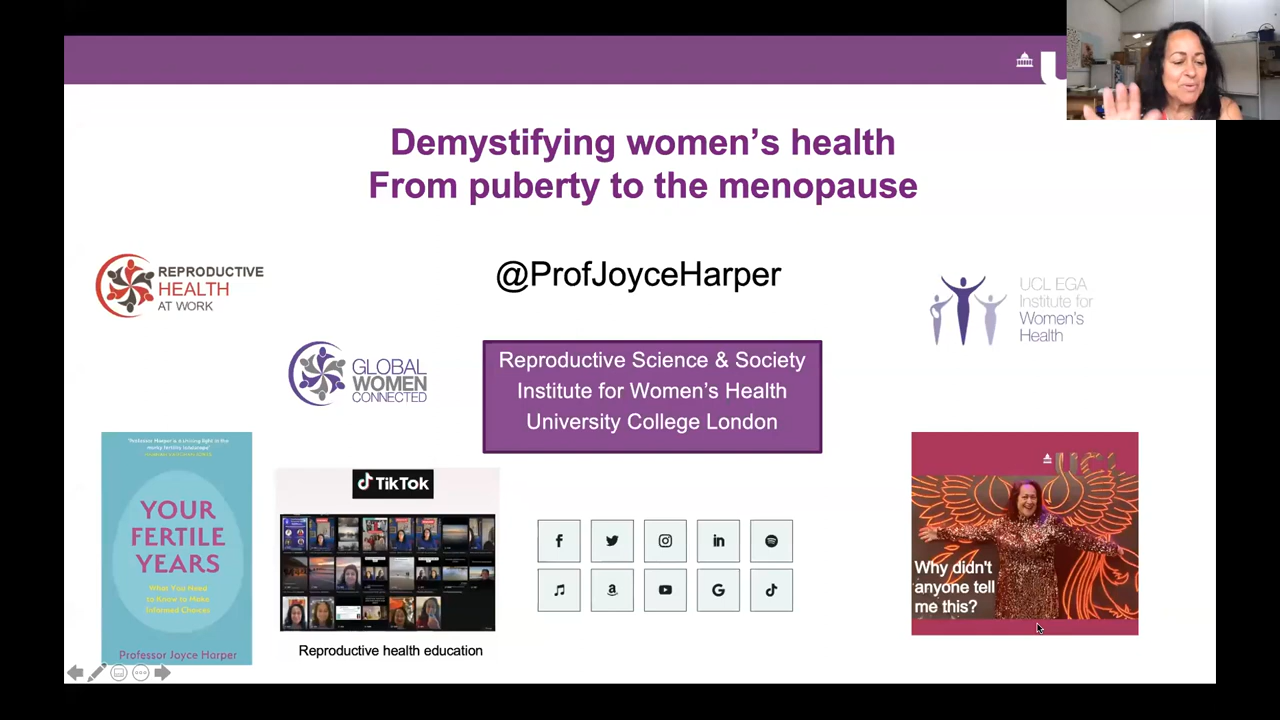 Demystifying women's health
From puberty to the menopause
REPRODUCTIVE
HEALTH
AT WORK
@ProfJoyceHarper
UCL EGA
Institute for
Women's
Health
GLOBAL
WOMEN
CONNECTED
Reproductive Science & Society
Institute for Women's Health
University College London
YOUR
FERTILE
YEARS
What You Need
to Know to Make
Informed Choices
Professor Joyce Harper
TikTok
Reproductive health education
Why didn't
anyone tell
me this?